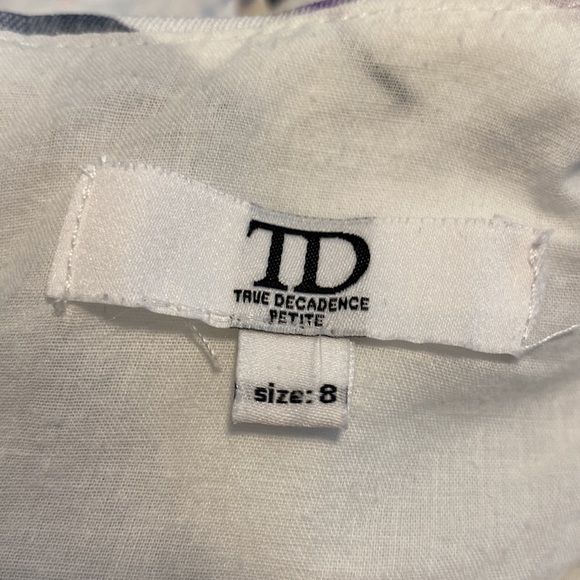 TD
TRUE DECADENCE
PETITE
size: 8